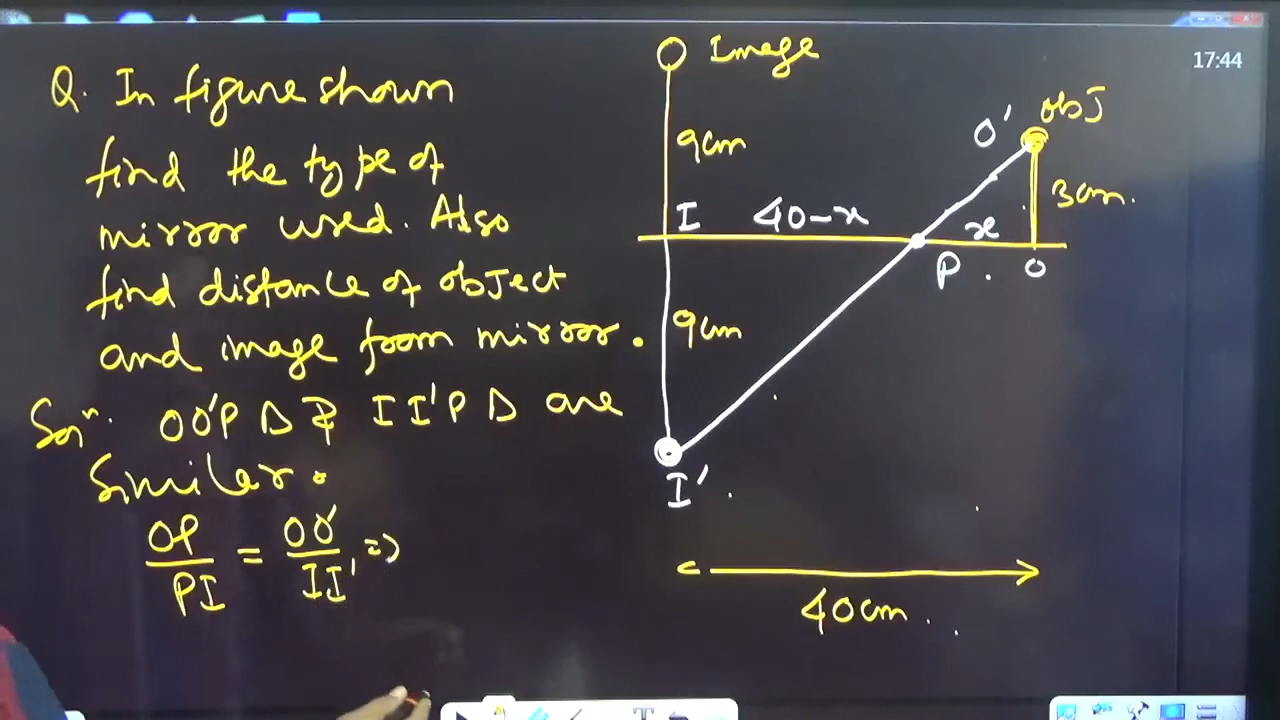 Q. In figure shown
find the type of
mirror used. Also
find distance of object
and image from mirror.
Solⁿ. OO'P Δ & II'P Δ are
similar.
OP/PI = OO'/II' =>
Image
9cm
I
40-x
9cm
I'
O'
obJ
3cm.
x
P
O
40cm.
17:44